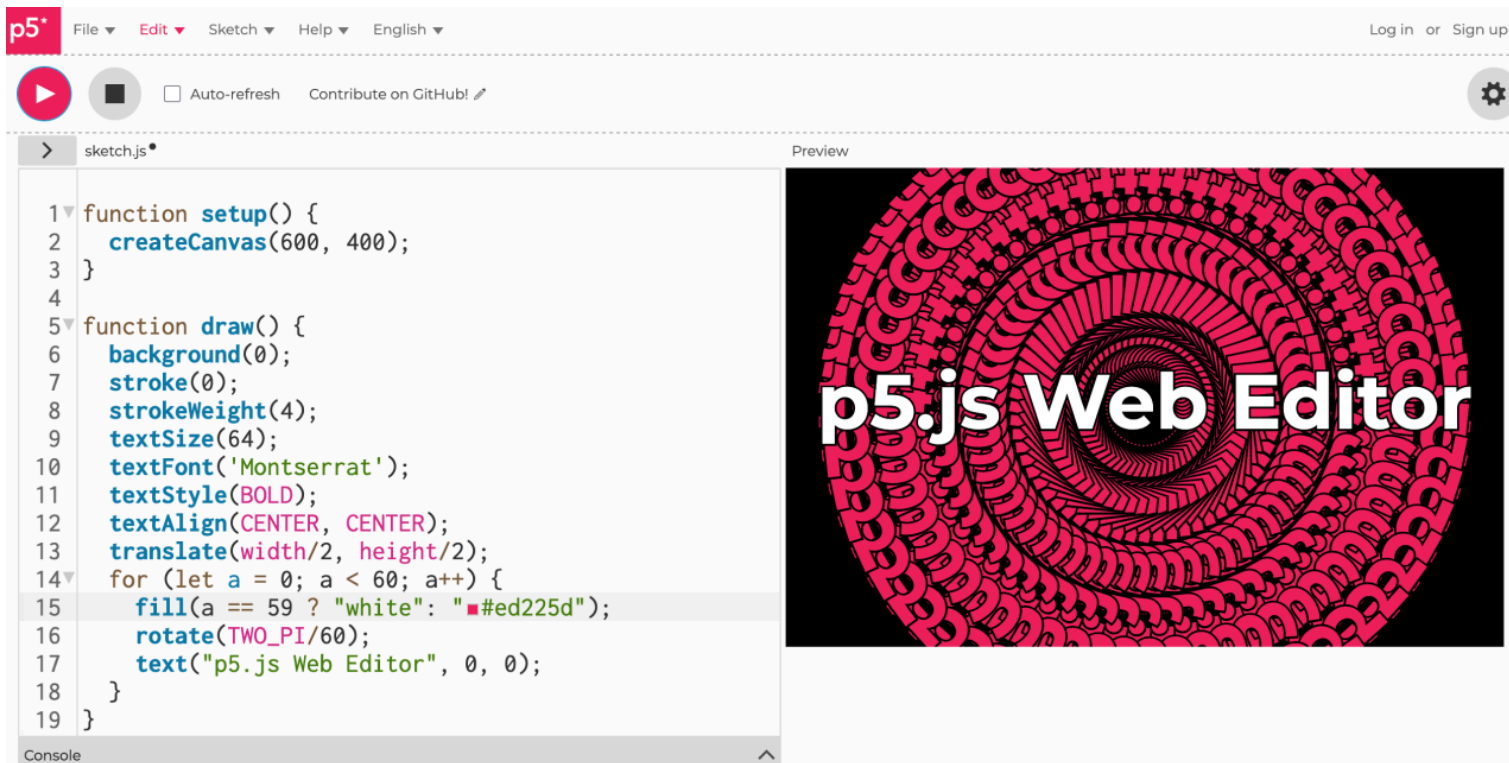 p5* File Edit Sketch Help English Log in or Sign up
Auto-refresh Contribute on GitHub!
sketch.js
Preview
1 function setup() {
2   createCanvas(600, 400);
3 }
4
5 function draw() {
6   background(0);
7   stroke(0);
8   strokeWeight(4);
9   textSize(64);
10   textFont('Montserrat');
11   textStyle(BOLD);
12   textAlign(CENTER, CENTER);
13   translate(width/2, height/2);
14   for (let a = 0; a < 60; a++) {
15     fill(a == 59 ? "white": "#ed225d");
16     rotate(TWO_PI/60);
17     text("p5.js Web Editor", 0, 0);
18   }
19 }
p5.js Web Editor
Console